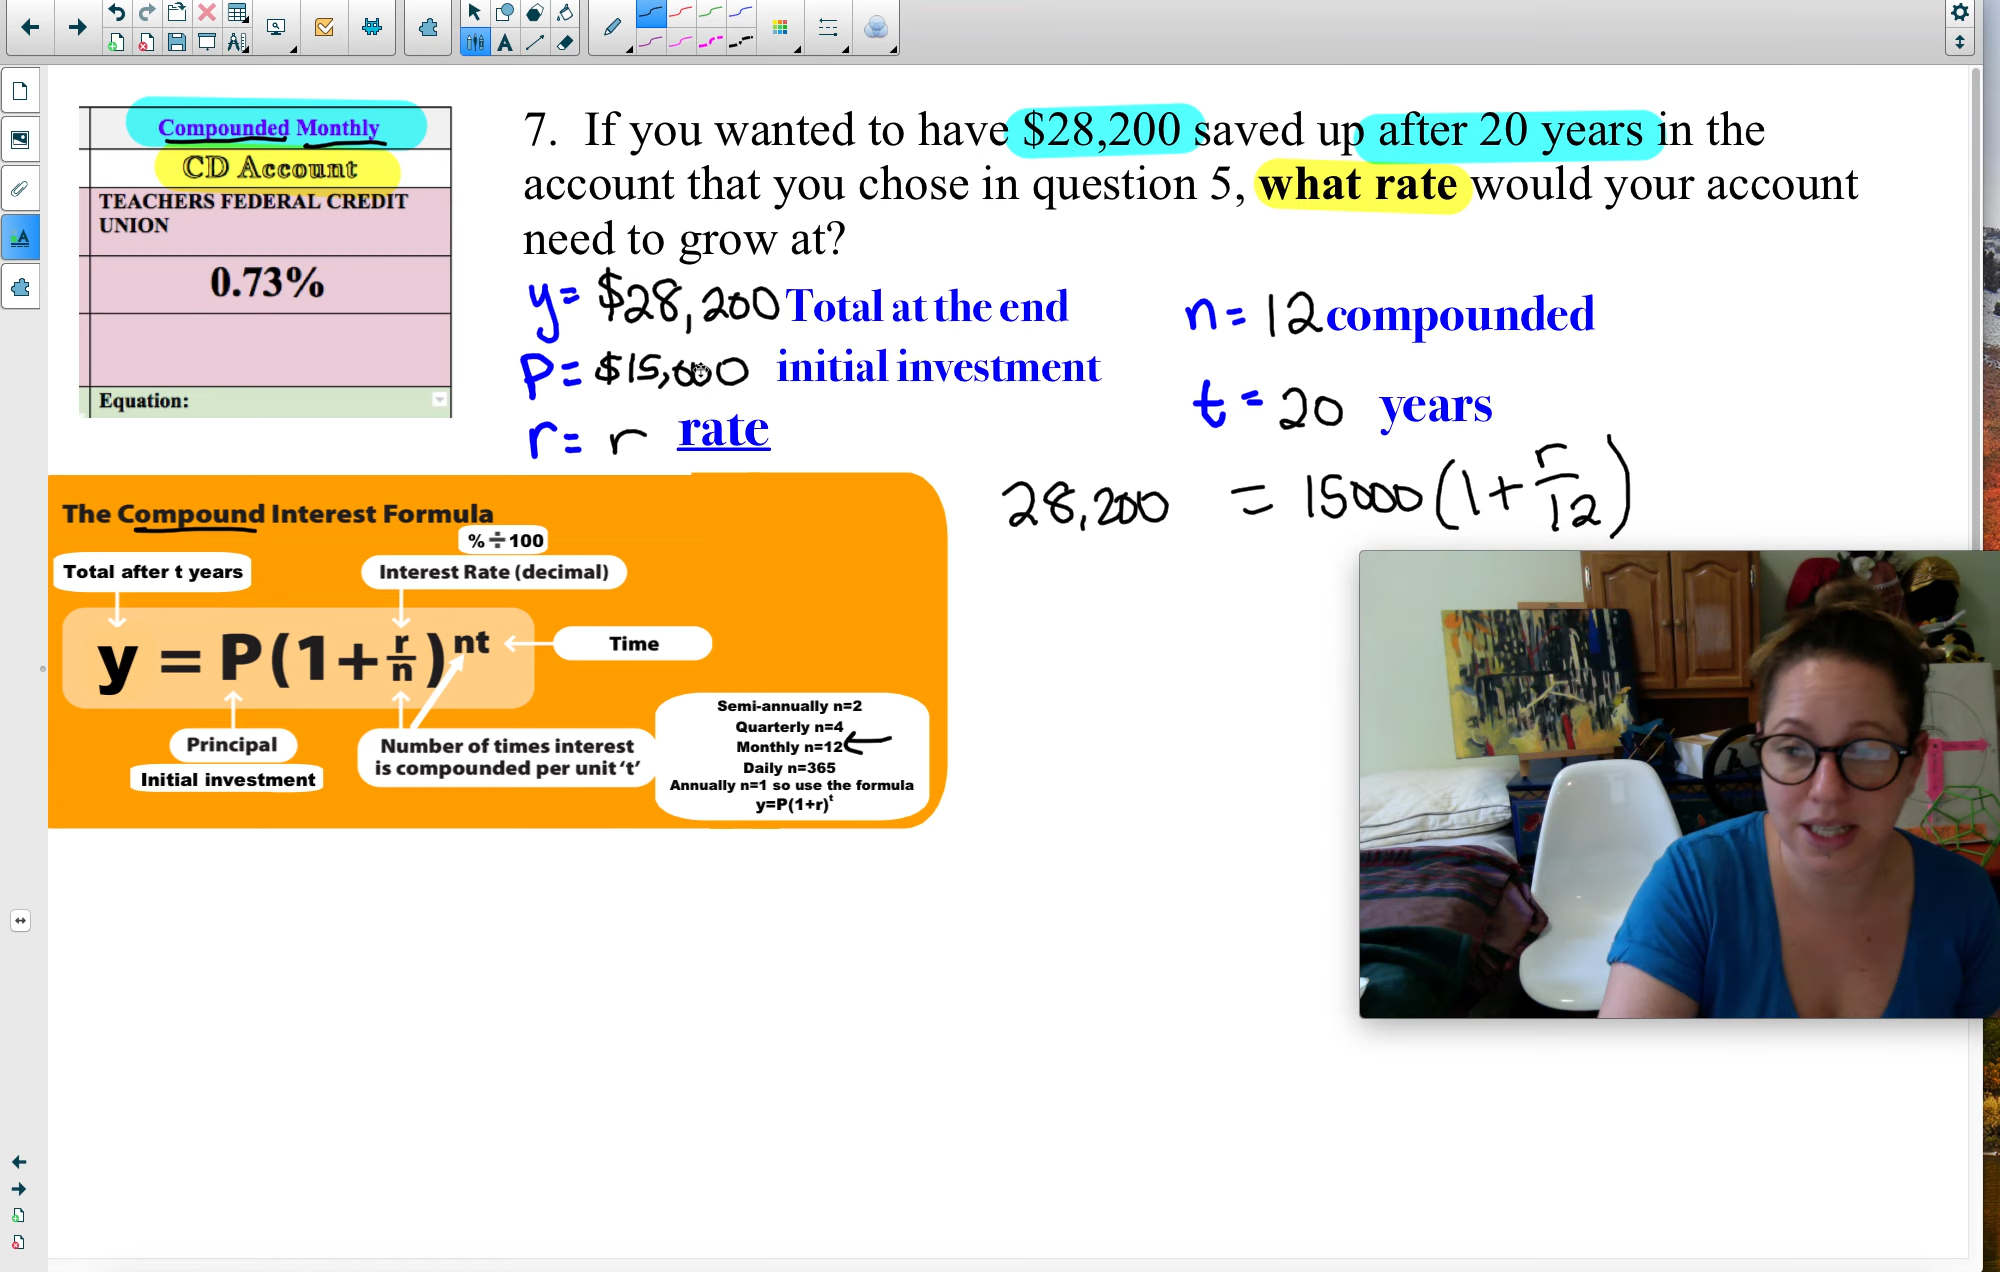 Compounded Monthly
CD Account
TEACHERS FEDERAL CREDIT
UNION
0.73%
Equation:
7. If you wanted to have $28,200 saved up after 20 years in the
account that you chose in question 5, what rate would your account
need to grow at?
y= $28,200 Total at the end
P= $15,000 initial investment
r= r rate
n= 12 compounded
t= 20 years
28,200 = 15000(1+r/12)
The Compound Interest Formula
% ÷ 100
Total after t years
Interest Rate (decimal)
y = P(1+r/n)^nt
Time
Principal
Initial investment
Number of times interest
is compounded per unit 't'
Semi-annually n=2
Quarterly n=4
Monthly n=12
Daily n=365
Annually n=1 so use the formula
y=P(1+r)^t